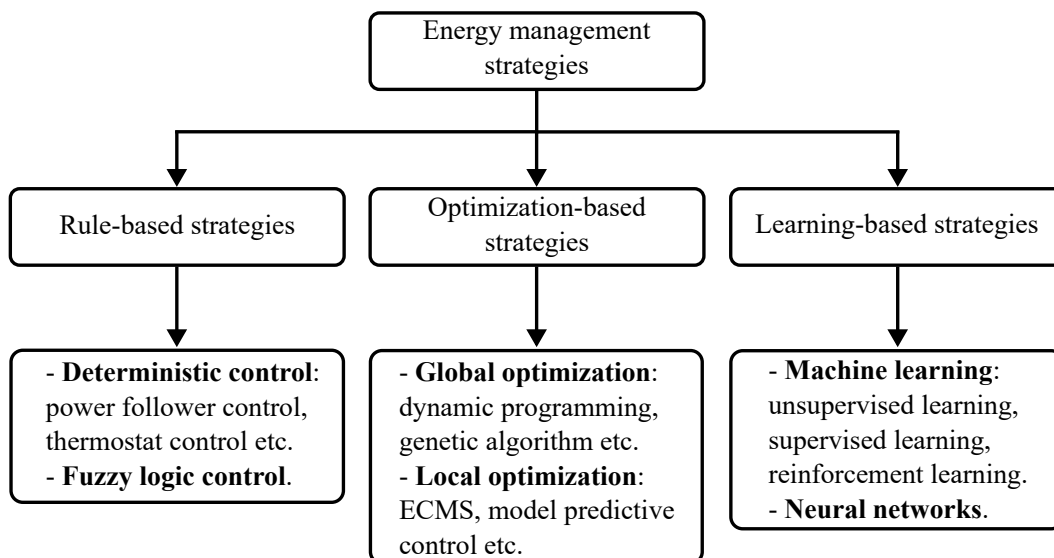 Energy management
strategies
Rule-based strategies
Optimization-based
strategies
Learning-based strategies
- Deterministic control:
power follower control,
thermostat control etc.
- Fuzzy logic control.
- Global optimization:
dynamic programming,
genetic algorithm etc.
- Local optimization:
ECMS, model predictive
control etc.
- Machine learning:
unsupervised learning,
supervised learning,
reinforcement learning.
- Neural networks.